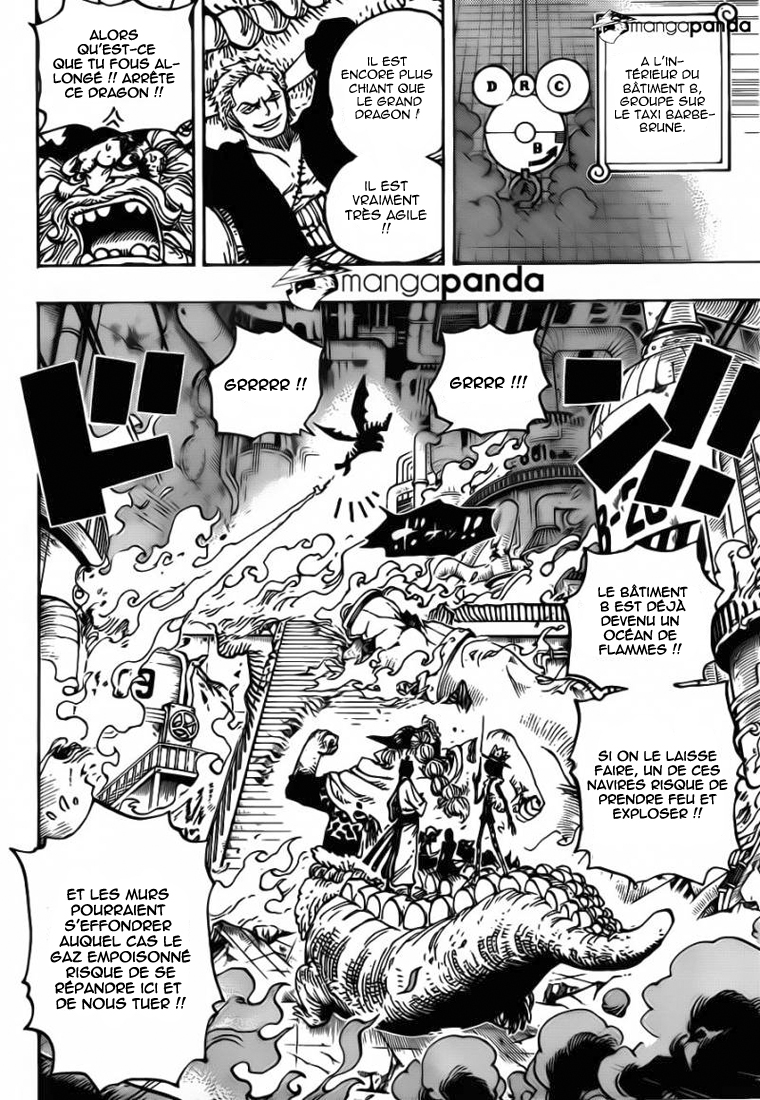 mangapanda
A L'IN-
TÉRIEUR DU
BÂTIMENT B,
GROUPE SUR
LE TAXI BARBE-
BRUNE.
D R C
B
A
IL EST
ENCORE PLUS
CHIANT QUE
LE GRAND
DRAGON !
IL EST
VRAIMENT
TRÈS AGILE
!!
ALORS
QU'EST-CE
QUE TU FOUS AL-
LONGÉ !! ARRÊTE
CE DRAGON !!
mangapanda
GRRRR !!!
GRRRRR !!
ド
!!
LE BÂTIMENT
B EST DÉJÀ
DEVENU UN
OCÉAN DE
FLAMMES !!
SI ON LE LAISSE
FAIRE, UN DE CES
NAVIRES RISQUE DE
PRENDRE FEU ET
EXPLOSER !!
ET LES MURS
POURRAIENT
S'EFFONDRER
AUQUEL CAS LE
GAZ EMPOISONNÉ
RISQUE DE SE
RÉPANDRE ICI ET
DE NOUS TUER !!